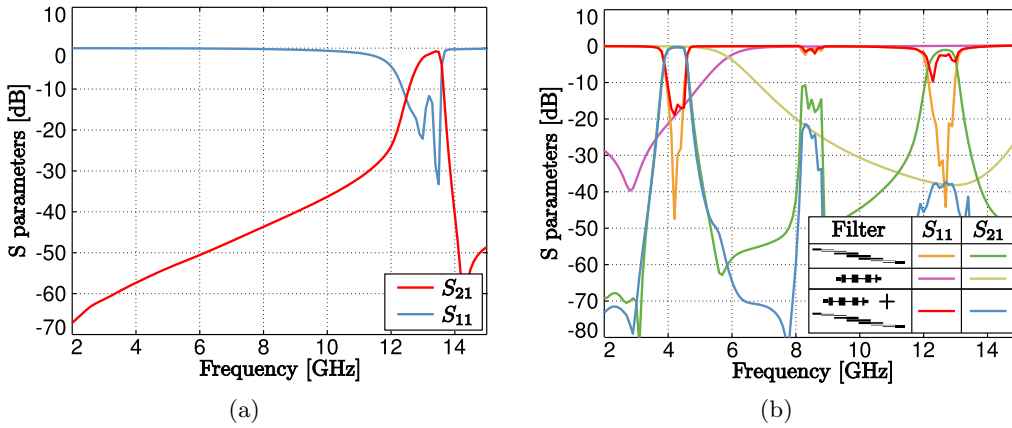 0
-10
-20
-30
-40
-50
-60
-70
S parameters [dB]
2 4 6 8 10 12 14
Frequency [GHz]
S21
S11
(a)
0
-10
-20
-30
-40
-50
-60
-70
-80
S parameters [dB]
2 4 6 8 10 12 14
Frequency [GHz]
Filter S11 S21
+
(b)